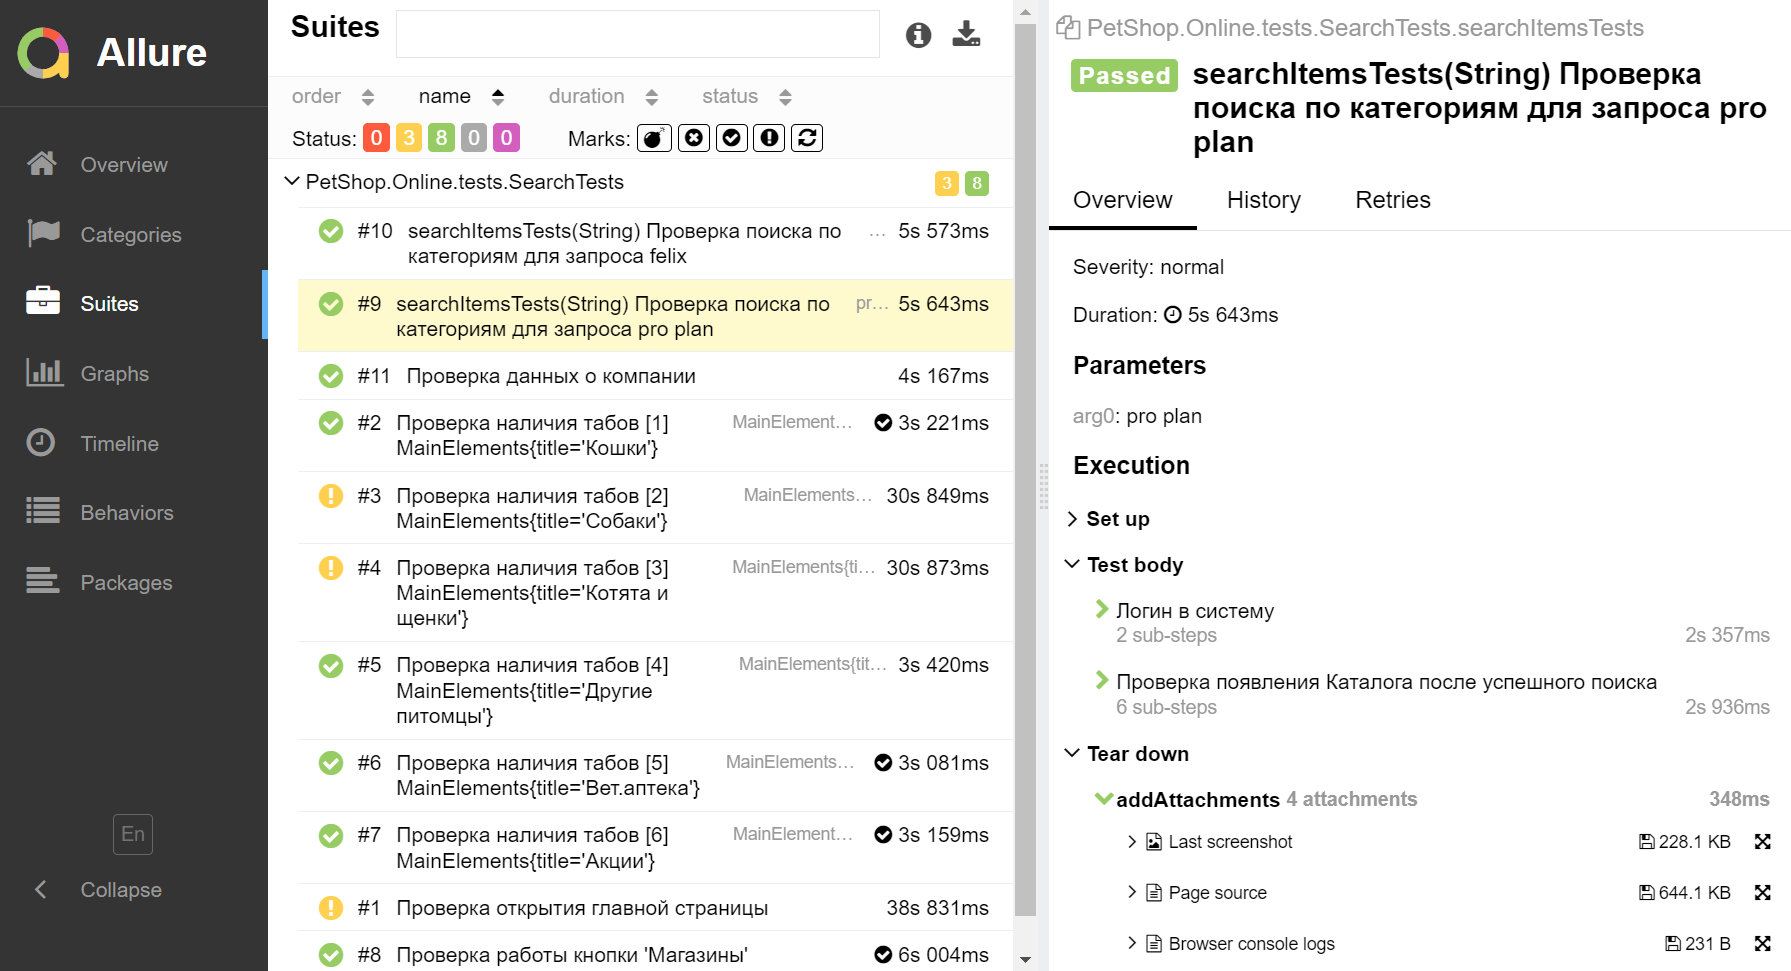 Allure
Overview
Categories
Suites
Graphs
Timeline
Behaviors
Packages
En
Collapse
Suites
order name duration status
Status: 0 3 8 0 0 Marks:
PetShop.Online.tests.SearchTests 3 8
#10 searchItemsTests(String) Проверка поиска по ... 5s 573ms
категориям для запроса felix
#9 searchItemsTests(String) Проверка поиска по pr... 5s 643ms
категориям для запроса pro plan
#11 Проверка данных о компании 4s 167ms
#2 Проверка наличия табов [1] MainElement... 3s 221ms
MainElements{title='Кошки'}
#3 Проверка наличия табов [2] MainElements... 30s 849ms
MainElements{title='Собаки'}
#4 Проверка наличия табов [3] MainElements{ti... 30s 873ms
MainElements{title='Котята и
щенки'}
#5 Проверка наличия табов [4] MainElements{tit... 3s 420ms
MainElements{title='Другие
питомцы'}
#6 Проверка наличия табов [5] MainElements... 3s 081ms
MainElements{title='Вет.аптека'}
#7 Проверка наличия табов [6] MainElement... 3s 159ms
MainElements{title='Акции'}
#1 Проверка открытия главной страницы 38s 831ms
#8 Проверка работы кнопки 'Магазины' 6s 004ms
PetShop.Online.tests.SearchTests.searchItemsTests
Passed searchItemsTests(String) Проверка
поиска по категориям для запроса pro
plan
Overview History Retries
Severity: normal
Duration: 5s 643ms
Parameters
arg0: pro plan
Execution
Set up
Test body
Логин в систему
2 sub-steps 2s 357ms
Проверка появления Каталога после успешного поиска
6 sub-steps 2s 936ms
Tear down
addAttachments 4 attachments 348ms
Last screenshot 228.1 KB
Page source 644.1 KB
Browser console logs 231 B